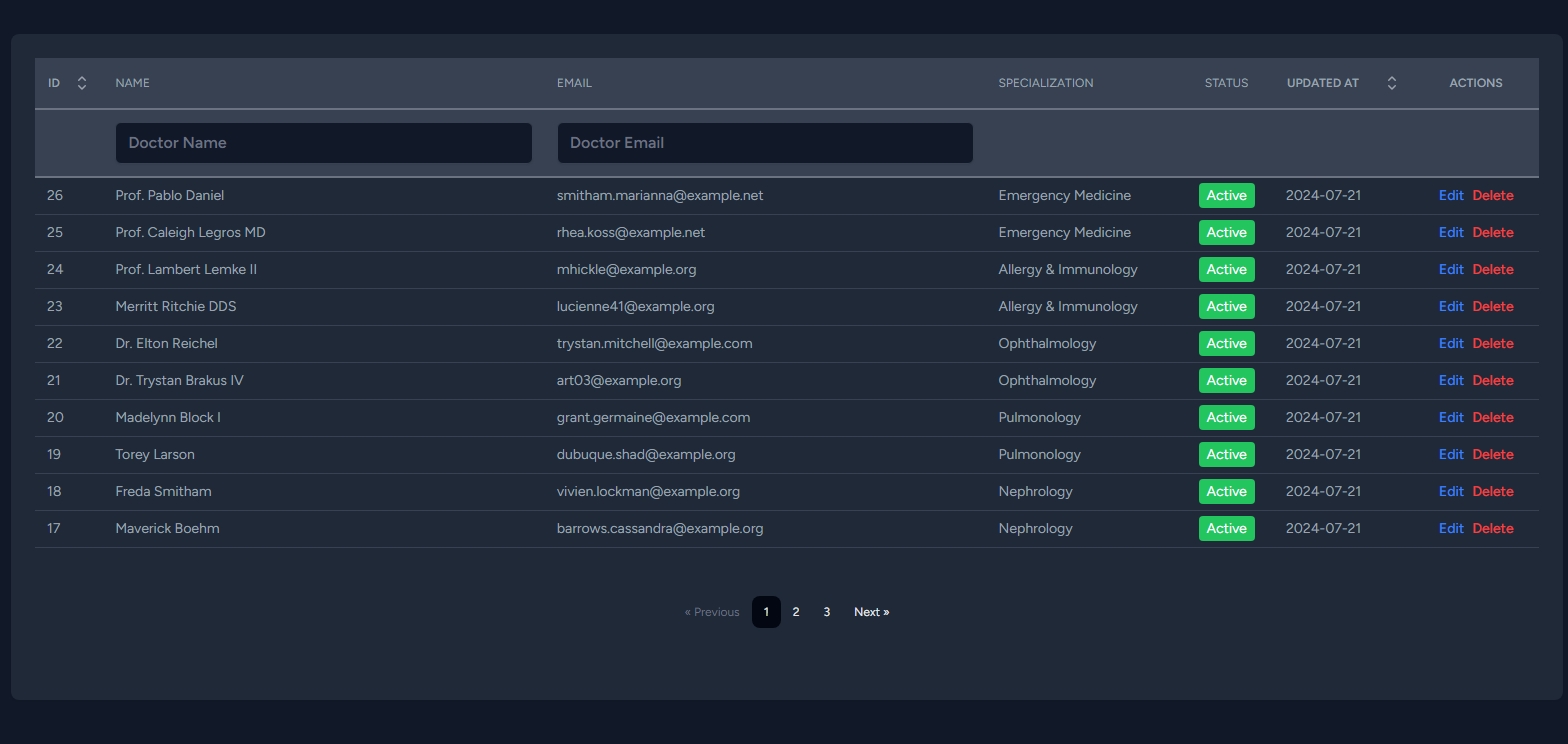 ID NAME EMAIL SPECIALIZATION STATUS UPDATED AT ACTIONS
Doctor Name Doctor Email
26 Prof. Pablo Daniel smitham.marianna@example.net Emergency Medicine Active 2024-07-21 Edit Delete
25 Prof. Caleigh Legros MD rhea.koss@example.net Emergency Medicine Active 2024-07-21 Edit Delete
24 Prof. Lambert Lemke II mhickle@example.org Allergy & Immunology Active 2024-07-21 Edit Delete
23 Merritt Ritchie DDS lucienne41@example.org Allergy & Immunology Active 2024-07-21 Edit Delete
22 Dr. Elton Reichel trystan.mitchell@example.com Ophthalmology Active 2024-07-21 Edit Delete
21 Dr. Trystan Brakus IV art03@example.org Ophthalmology Active 2024-07-21 Edit Delete
20 Madelynn Block I grant.germaine@example.com Pulmonology Active 2024-07-21 Edit Delete
19 Torey Larson dubuque.shad@example.org Pulmonology Active 2024-07-21 Edit Delete
18 Freda Smitham vivien.lockman@example.org Nephrology Active 2024-07-21 Edit Delete
17 Maverick Boehm barrows.cassandra@example.org Nephrology Active 2024-07-21 Edit Delete
« Previous 1 2 3 Next »